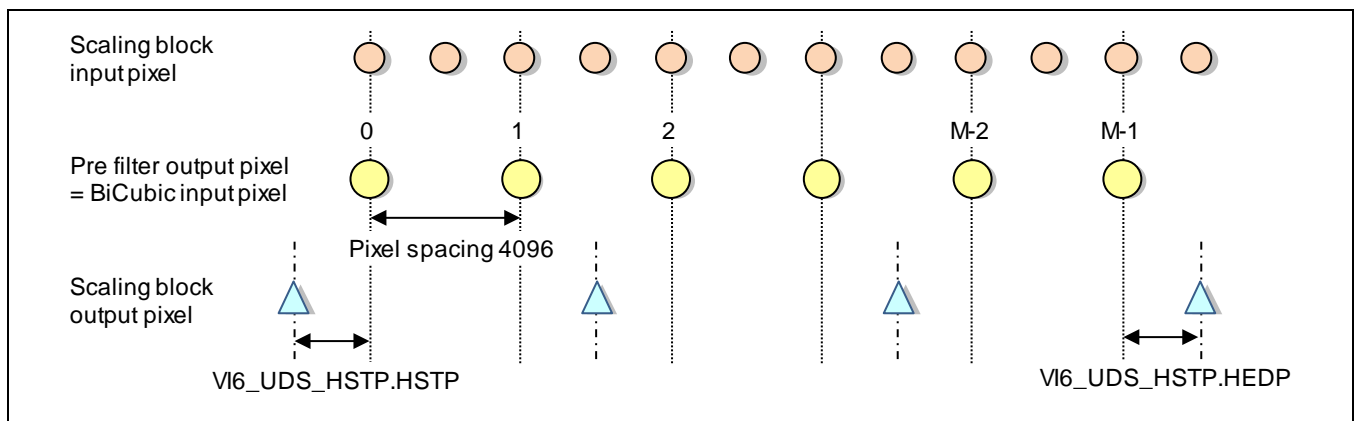 Scaling block
input pixel
0 1 2 M-2 M-1
Pre filter output pixel
= BiCubic input pixel
Pixel spacing 4096
Scaling block
output pixel
VI6_UDS_HSTP.HSTP
VI6_UDS_HSTP.HEDP